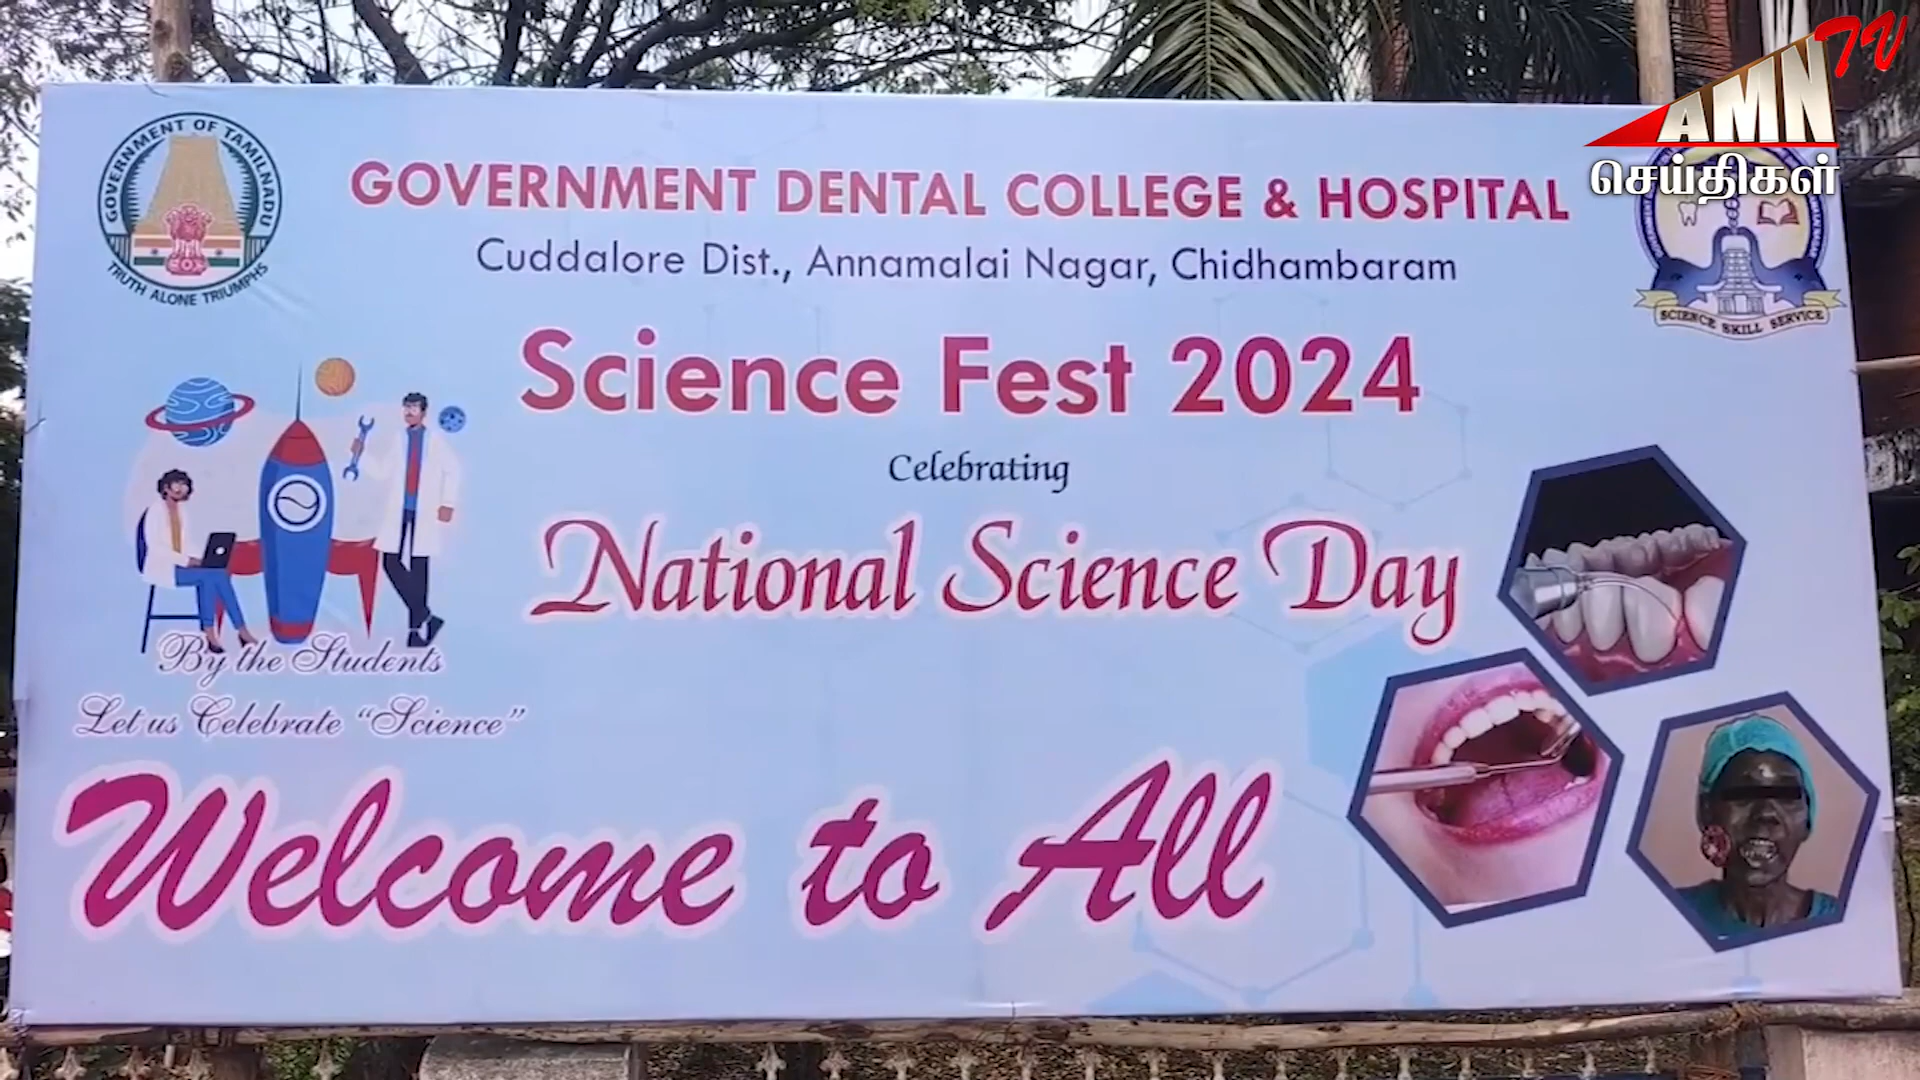 AMN TV
செய்திகள்
GOVERNMENT OF TAMILNADU
TRUTH ALONE TRIUMPHS
GOVERNMENT DENTAL COLLEGE & HOSPITAL
Cuddalore Dist., Annamalai Nagar, Chidhambaram
SCIENCE SKILL SERVICE
Science Fest 2024
Celebrating
National Science Day
By the Students
Let us Celebrate “Science”
Welcome to All